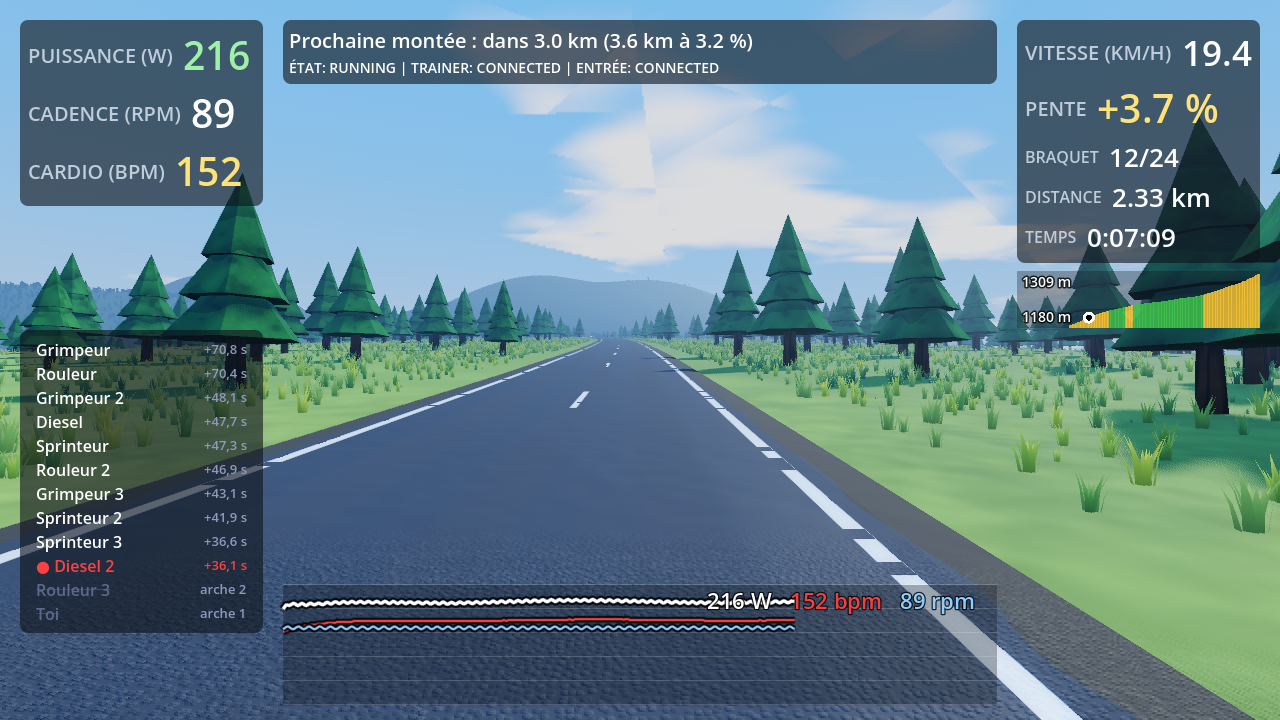 PUISSANCE (W) 216
CADENCE (RPM) 89
CARDIO (BPM) 152
Prochaine montée : dans 3.0 km (3.6 km à 3.2 %)
ÉTAT: RUNNING | TRAINER: CONNECTED | ENTRÉE: CONNECTED
VITESSE (KM/H) 19.4
PENTE +3.7 %
BRAQUET 12/24
DISTANCE 2.33 km
TEMPS 0:07:09
1309 m
1180 m
Grimpeur +70,8 s
Rouleur +70,4 s
Grimpeur 2 +48,1 s
Diesel +47,7 s
Sprinteur +47,3 s
Rouleur 2 +46,9 s
Grimpeur 3 +43,1 s
Sprinteur 2 +41,9 s
Sprinteur 3 +36,6 s
Diesel 2 +36,1 s
Rouleur 3 arche 2
Toi arche 1
216 W 152 bpm 89 rpm